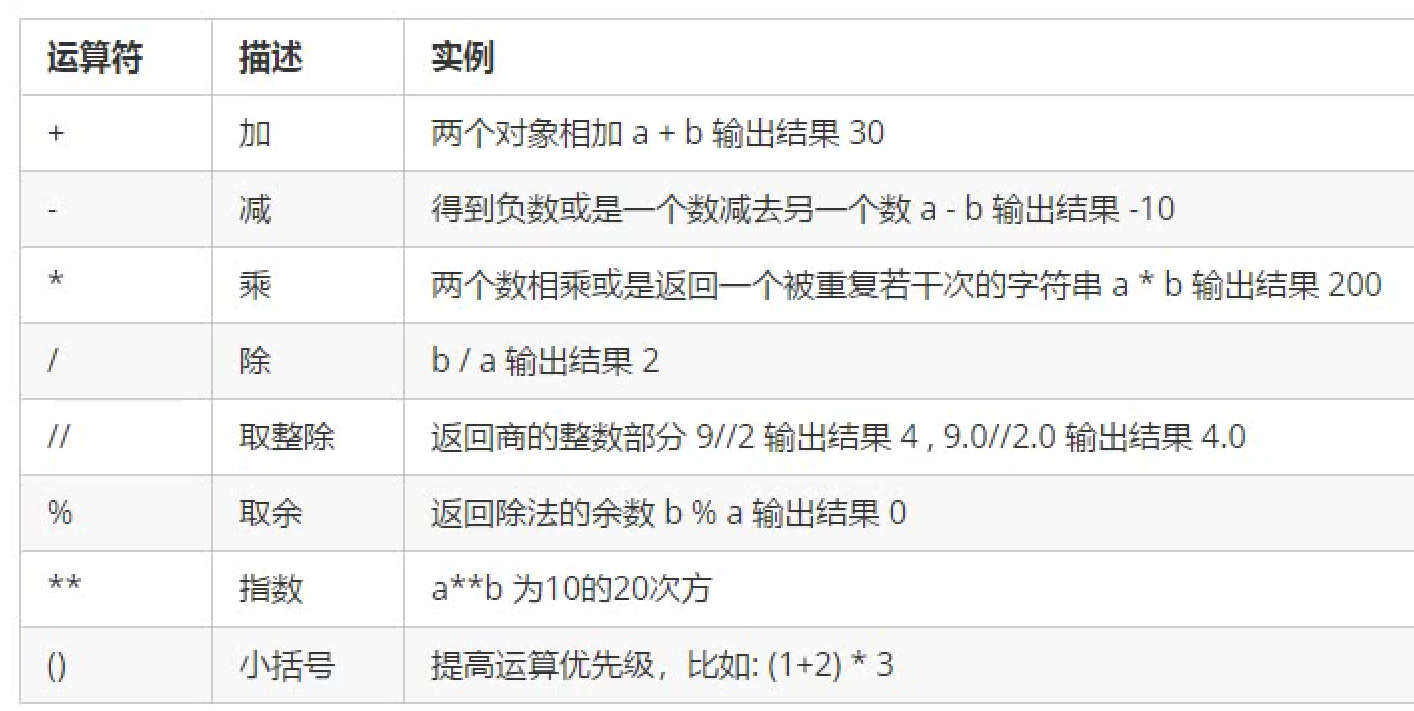 运算符 描述 实例
+ 加 两个对象相加 a + b 输出结果 30
- 减 得到负数或是一个数减去另一个数 a - b 输出结果 -10
* 乘 两个数相乘或是返回一个被重复若干次的字符串 a * b 输出结果 200
/ 除 b / a 输出结果 2
// 取整除 返回商的整数部分 9//2 输出结果 4 , 9.0//2.0 输出结果 4.0
% 取余 返回除法的余数 b % a 输出结果 0
** 指数 a**b 为10的20次方
() 小括号 提高运算优先级，比如: (1+2) * 3